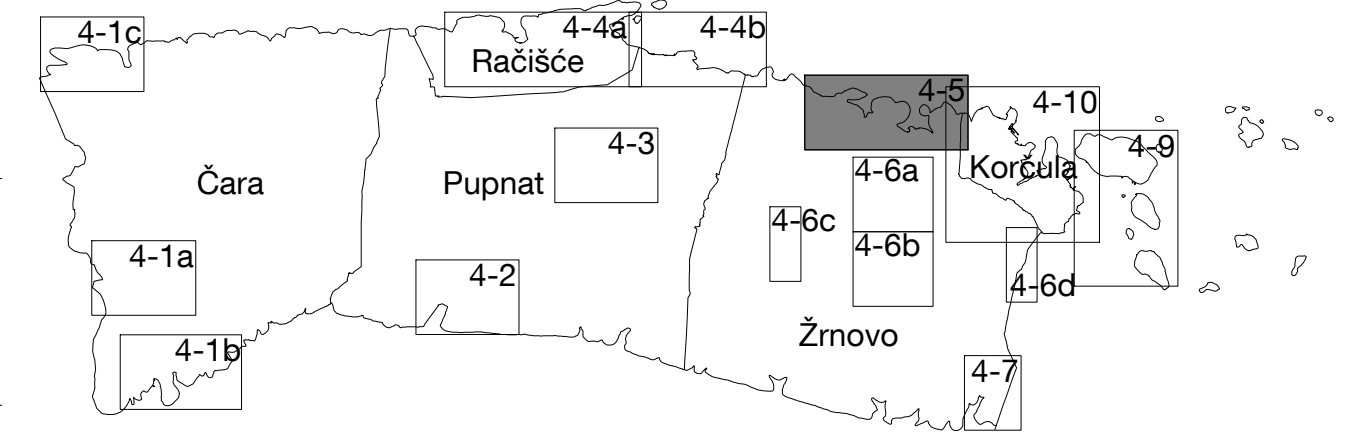 4-1c
4-4a
4-4b
Račišće
4-5
4-10
4-3
4-9
Čara
Pupnat
4-6a
Korčula
4-6c
4-6b
4-1a
4-2
4-6d
Žrnovo
4-1b
4-7